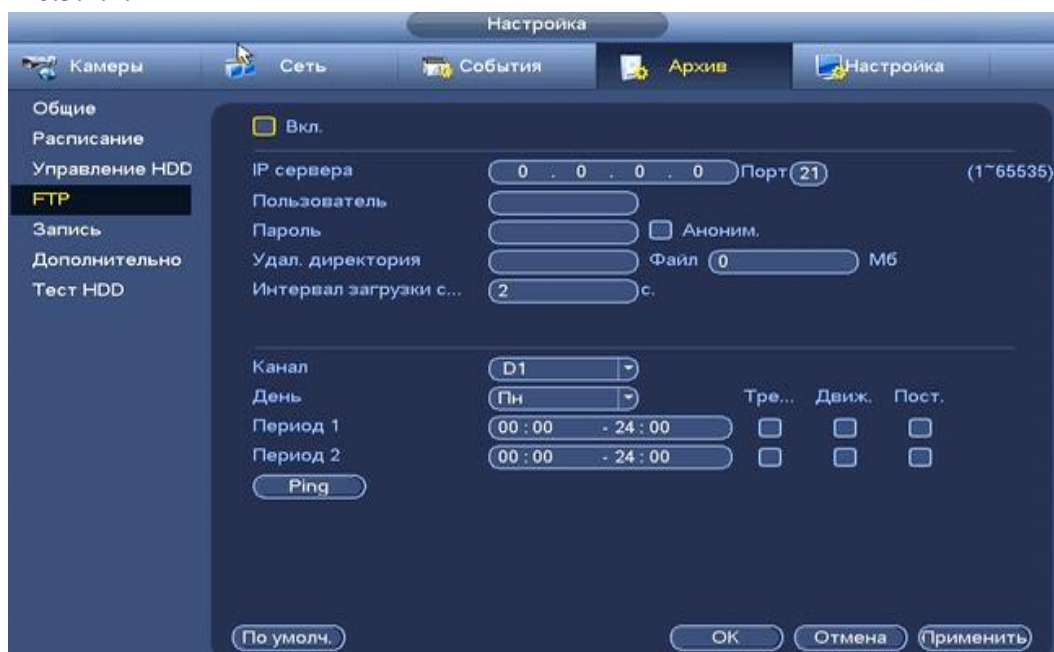 Настройка
Камеры Сеть События Архив Настройка
Общие
Расписание
Управление HDD
FTP
Запись
Дополнительно
Тест HDD
Вкл.
IP сервера 0 . 0 . 0 . 0 Порт 21 (1~65535)
Пользователь
Пароль Аноним.
Удал. директория Файл 0 Мб
Интервал загрузки с... 2 с.
Канал D1
День Пн Тре... Движ. Пост.
Период 1 00 : 00 - 24 : 00
Период 2 00 : 00 - 24 : 00
Ping
По умолч. OK Отмена Применить